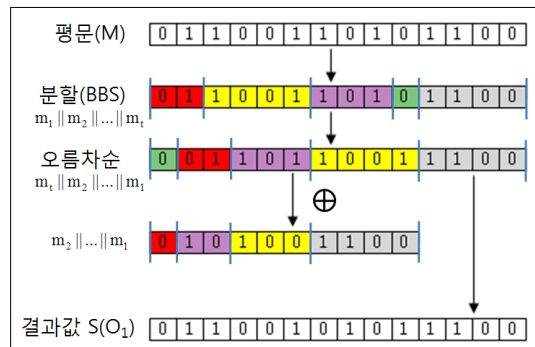 평문(M) 0 1 1 0 0 1 1 0 1 0 1 1 0 0
분할(BBS) 0 1 1 0 0 1 1 0 1 0 1 1 0 0
m₁ ‖ m₂ ‖ ... ‖ mₜ
오름차순 0 0 1 1 0 1 1 0 0 1 1 1 0 0
mₜ ‖ m₂ ‖ ... ‖ m₁
⊕
m₂ ‖ ... ‖ m₁ 0 1 0 1 0 0 1 1 0 0
결과값 S(O₁) 0 1 1 0 0 1 0 1 0 1 1 1 0 0